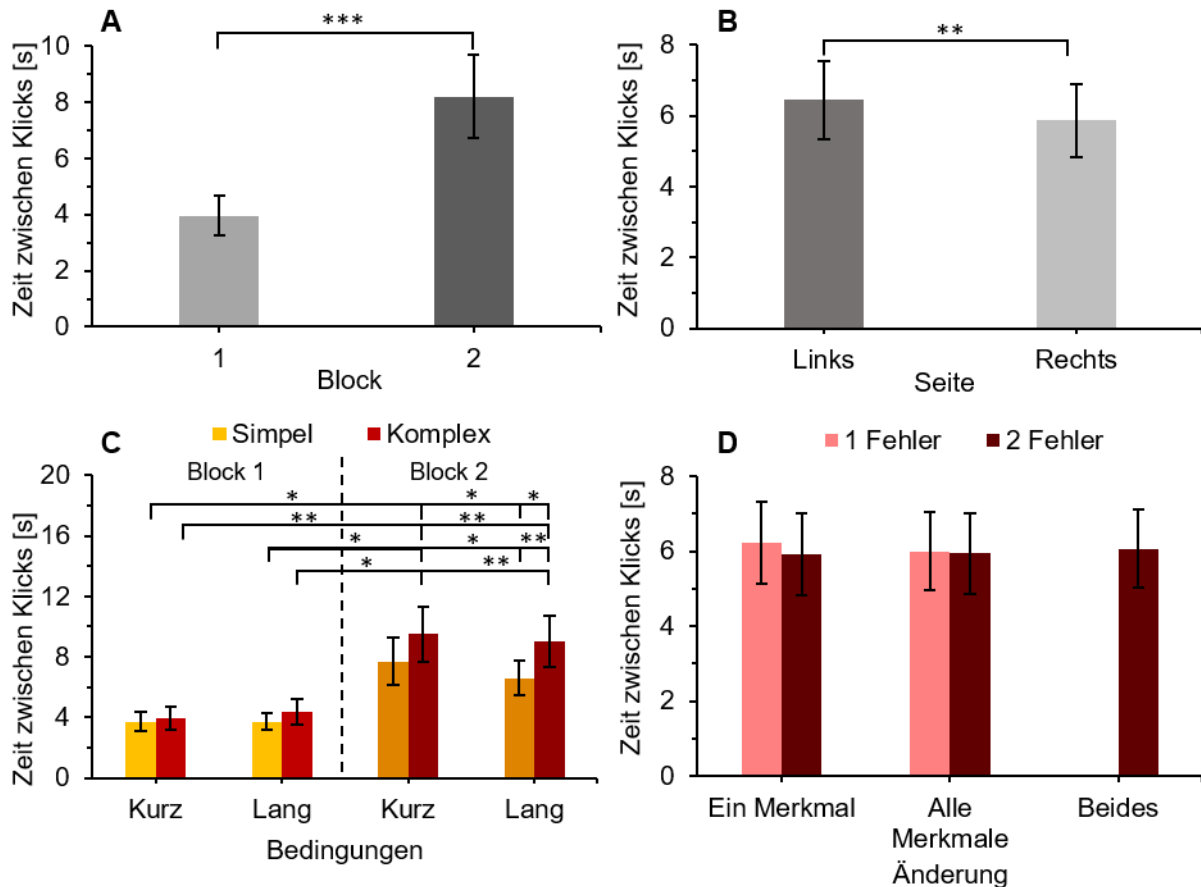 A
***
Zeit zwischen Klicks [s]
10
8
6
4
2
0
1 2
Block
B
**
Zeit zwischen Klicks [s]
8
6
4
2
0
Links Rechts
Seite
C
Simpel Komplex
Block 1 Block 2
Zeit zwischen Klicks [s]
20
16
12
8
4
0
* * *
** **
* * **
* **
Kurz Lang Kurz Lang
Bedingungen
D
1 Fehler 2 Fehler
Zeit zwischen Klicks [s]
8
6
4
2
0
Ein Merkmal Alle Beides
Merkmale
Änderung